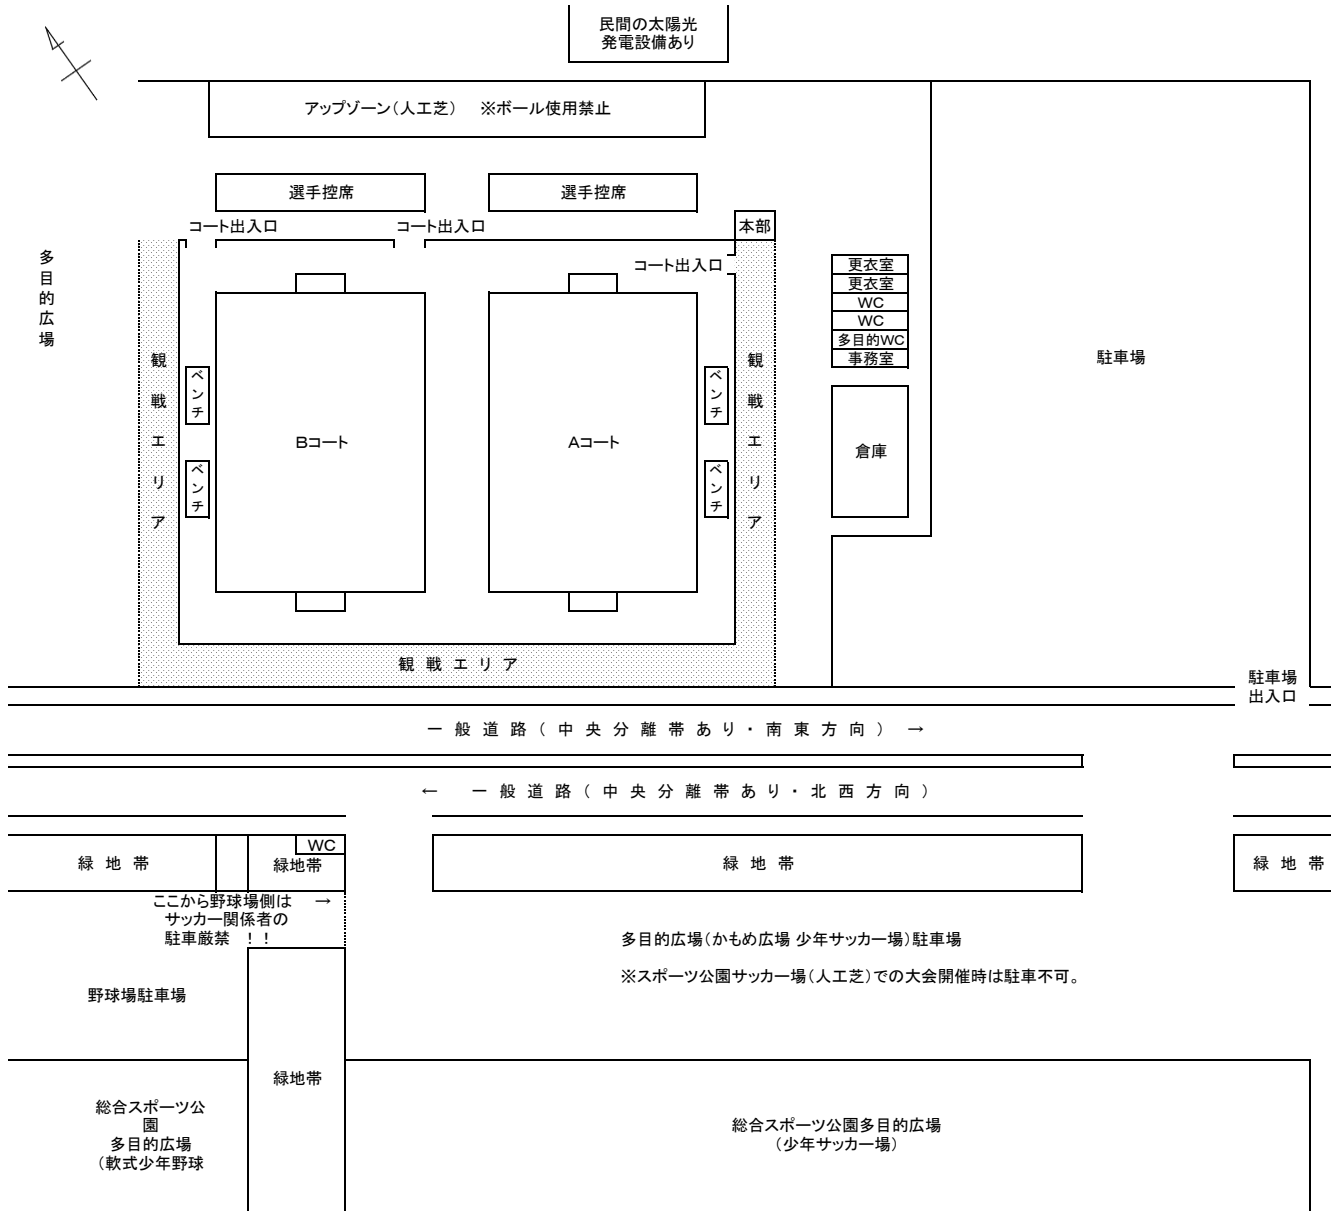 民間の太陽光
発電設備あり
アップゾーン(人工芝)　※ボール使用禁止
選手控席
選手控席
コート出入口
コート出入口
本部
コート出入口
多目的広場
更衣室
更衣室
WC
WC
多目的WC
事務室
駐車場
観戦エリア
ベンチ
ベンチ
Bコート
Aコート
ベンチ
ベンチ
観戦エリア
倉庫
観戦エリア
駐車場
出入口
一般道路(中央分離帯あり・南東方向)　→
←　一般道路(中央分離帯あり・北西方向)
緑地帯
WC
緑地帯
緑地帯
緑地帯
ここから野球場側は　→
サッカー関係者の
駐車厳禁　！！
多目的広場(かもめ広場 少年サッカー場)駐車場
※スポーツ公園サッカー場(人工芝)での大会開催時は駐車不可。
野球場駐車場
緑地帯
総合スポーツ公
園
多目的広場
(軟式少年野球
総合スポーツ公園多目的広場
(少年サッカー場)